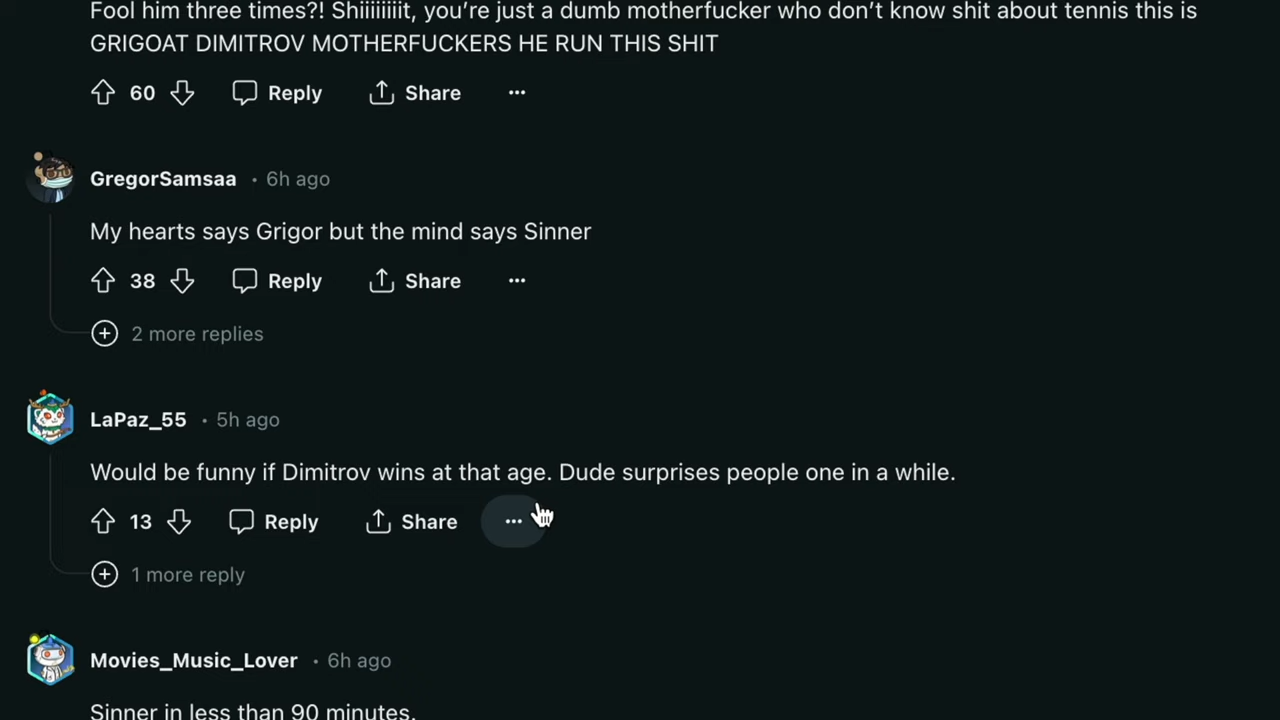 Fool him three times?! Shiiiiiiiit, you’re just a dumb motherfucker who don’t know shit about tennis this is
GRIGOAT DIMITROV MOTHERFUCKERS HE RUN THIS SHIT
60 Reply Share ...
GregorSamsaa • 6h ago
My hearts says Grigor but the mind says Sinner
38 Reply Share ...
2 more replies
LaPaz_55 • 5h ago
Would be funny if Dimitrov wins at that age. Dude surprises people one in a while.
13 Reply Share ...
1 more reply
Movies_Music_Lover • 6h ago
Sinner in less than 90 minutes.